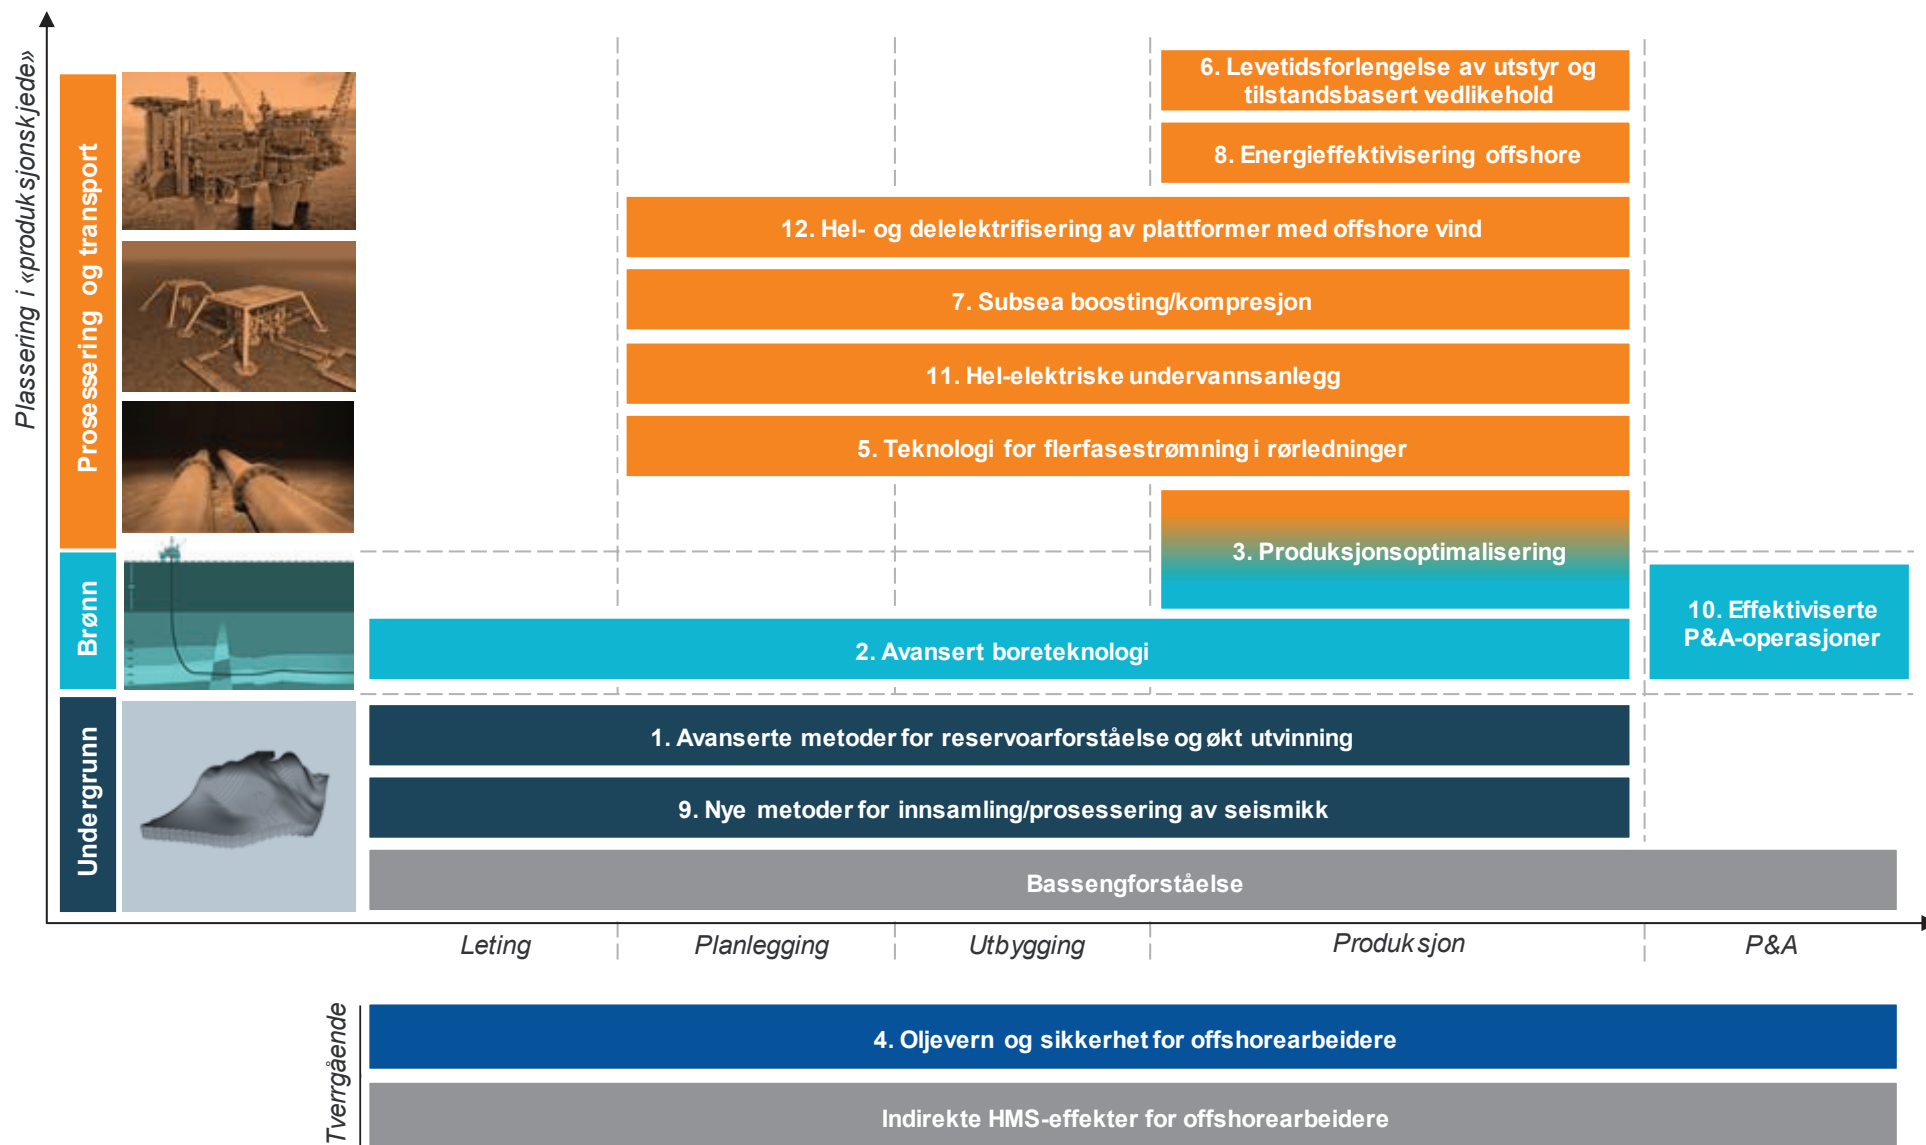 Plassering i «produksjonskjede»
Prosessering og transport
6. Levetidsforlengelse av utstyr og
tilstandsbasert vedlikehold
8. Energieffektivisering offshore
12. Hel- og delelektrifisering av plattformer med offshore vind
7. Subsea boosting/kompresjon
11. Hel-elektriske undervannsanlegg
5. Teknologi for flerfasestrømning i rørledninger
3. Produksjonsoptimalisering
Brønn
10. Effektiviserte
P&A-operasjoner
2. Avansert boreteknologi
Undergrunn
1. Avanserte metoder for reservoarforståelse og økt utvinning
9. Nye metoder for innsamling/prosessering av seismikk
Bassengforståelse
Leting
Planlegging
Utbygging
Produksjon
P&A
Tverrgående
4. Oljevern og sikkerhet for offshorearbeidere
Indirekte HMS-effekter for offshorearbeidere